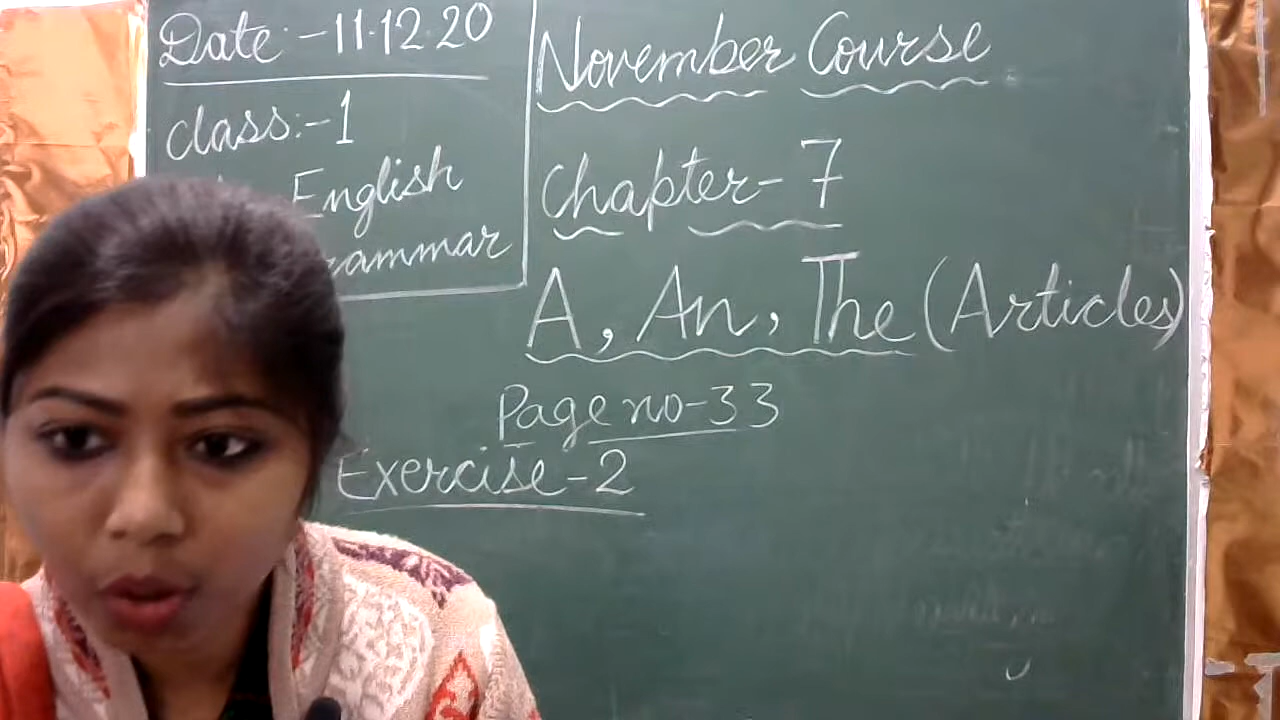 Date:-11.12.20
Class:-1
English
rammar
November Course
Chapter-7
A, An, The (Articles)
Page no-33
Exercise-2